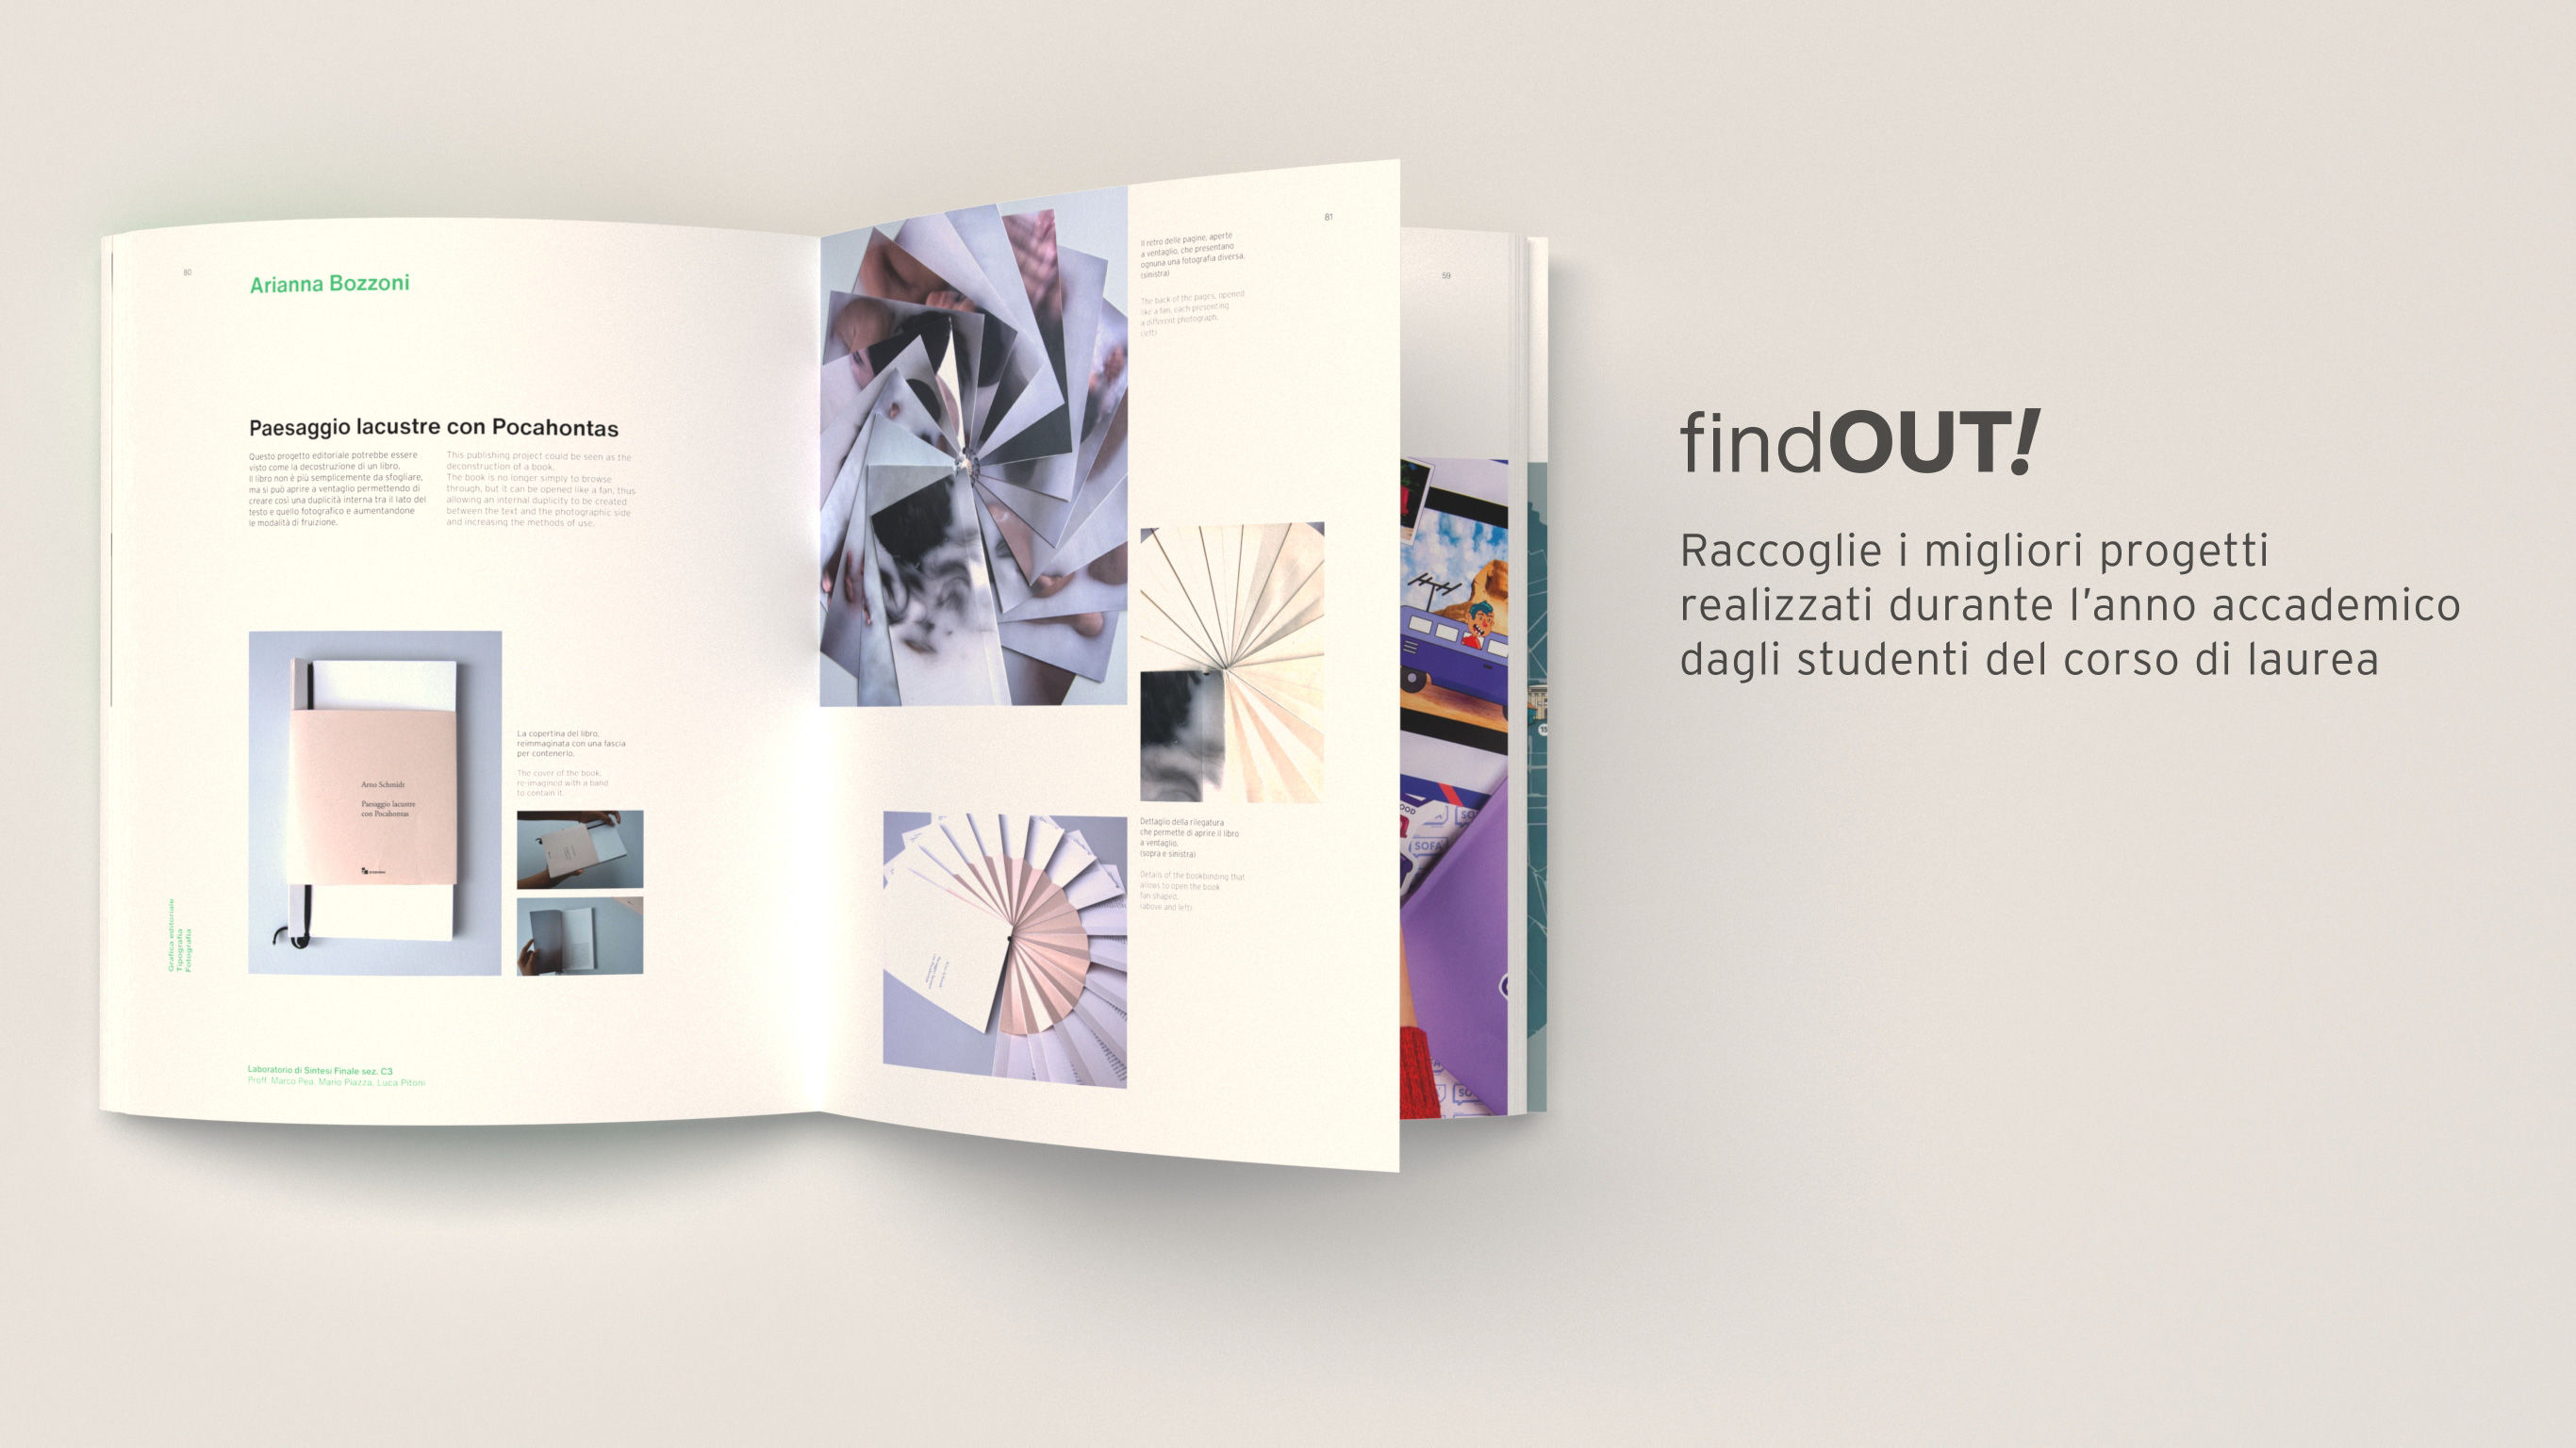 80
Arianna Bozzoni
Paesaggio lacustre con Pocahontas
Questo progetto editoriale potrebbe essere
visto come la decostruzione di un libro.
Il libro non è più semplicemente da sfogliare,
ma si può aprire a ventaglio permettendo di
creare così una duplicità interna tra il lato del
testo e quello fotografico e aumentandone
le modalità di fruizione.
This publishing project could be seen as the
deconstruction of a book.
The book is no longer simply to browse
through, but it can be opened like a fan, thus
allowing an internal duplicity to be created
between the text and the photographic side
and increasing the methods of use.
Arno Schmidt
Paesaggio lacustre
con Pocahontas
La copertina del libro,
reimmaginata con una fascia
per contenerlo.
The cover of the book,
re-imagined with a band
to contain it.
Grafica editoriale
Tipografia
Fotografia
Laboratorio di Sintesi Finale sez. C3
Proff. Marco Pea, Mario Piazza, Luca Pitoni
81
Il retro delle pagine, aperte
a ventaglio, che presentano
ognuna una fotografia diversa.
(sinistra)
The back of the pages, opened
like a fan, each presenting
a different photograph.
(left)
Dettaglio della rilegatura
che permette di aprire il libro
a ventaglio.
(sopra e sinistra)
Details of the bookbinding that
allows to open the book
fan shaped.
(above and left)
59
SOFA
findOUT!
Raccoglie i migliori progetti
realizzati durante l'anno accademico
dagli studenti del corso di laurea